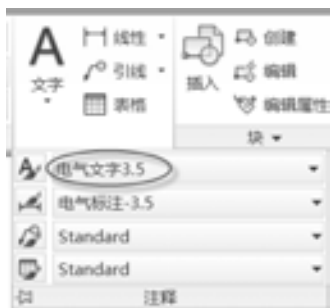 文字
线性
引线
表格
插入
创建
编辑
编辑属性
块
电气文字3.5
电气标注-3.5
Standard
Standard
注释